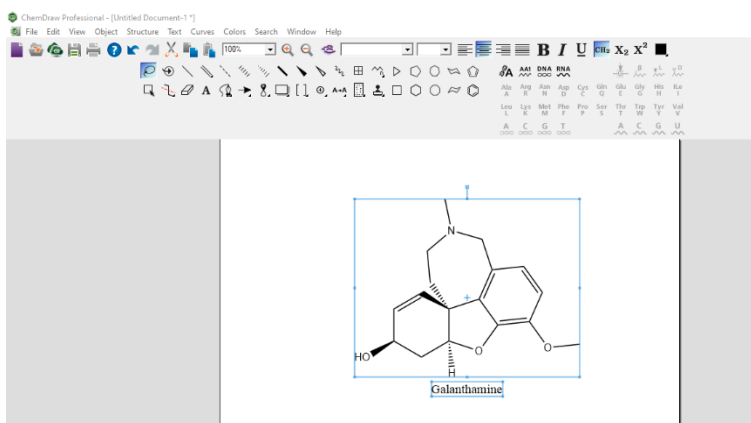 ChemDraw Professional - [Untitled Document-1 *]
File Edit View Object Structure Text Curves Colors Search Window Help
100% B I U CH₂ X₂ X²
AA1 DNA RNA
A A↔A
Ala Arg Asn Asp Cys Gln Glu Gly His Ile
A R N D C Q E G H I
Leu Lys Met Phe Pro Ser Thr Trp Tyr Val
L K M F P S T W Y V
A C G T A C G U
N
HO
O
O
H
Galanthamine